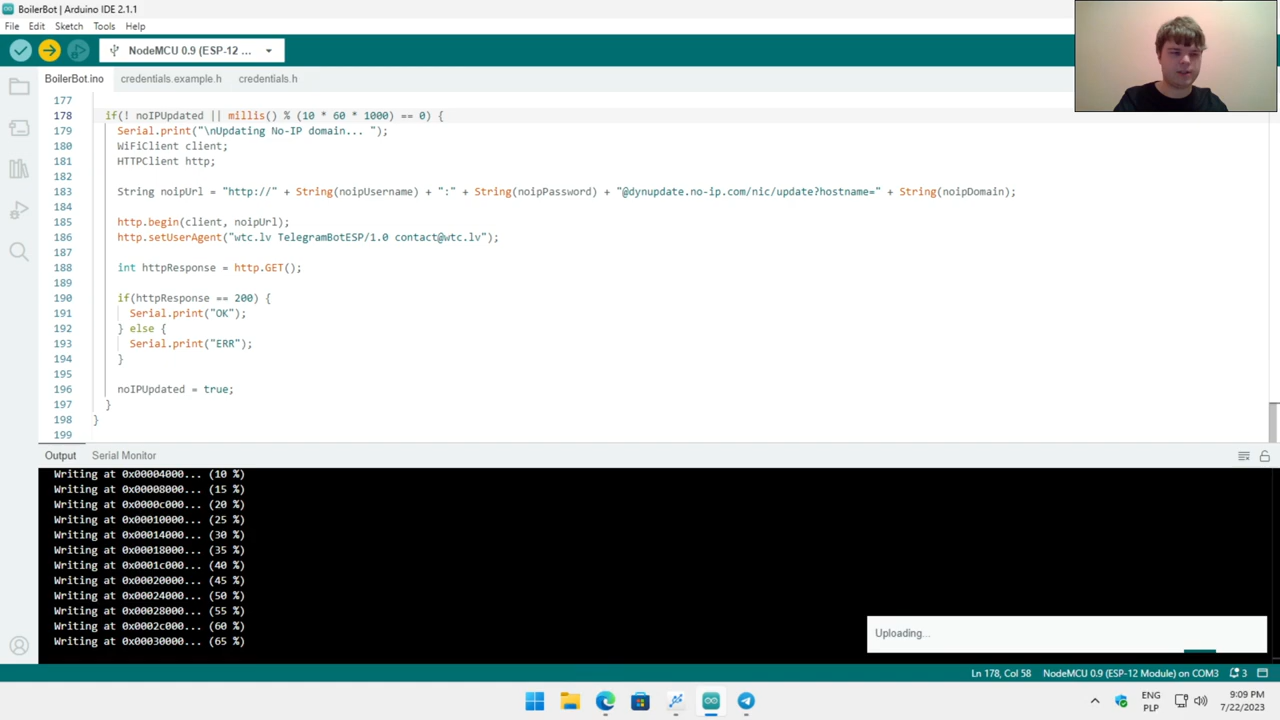 BoilerBot | Arduino IDE 2.1.1
File Edit Sketch Tools Help
NodeMCU 0.9 (ESP-12 ...
BoilerBot.ino credentials.example.h credentials.h
177
178 if(! noIPUpdated || millis() % (10 * 60 * 1000) == 0) {
179 Serial.print("\nUpdating No-IP domain... ");
180 WiFiClient client;
181 HTTPClient http;
182
183 String noipUrl = "http://" + String(noipUsername) + ":" + String(noipPassword) + "@dynupdate.no-ip.com/nic/update?hostname=" + String(noipDomain);
184
185 http.begin(client, noipUrl);
186 http.setUserAgent("wtc.lv TelegramBotESP/1.0 contact@wtc.lv");
187
188 int httpResponse = http.GET();
189
190 if(httpResponse == 200) {
191 Serial.print("OK");
192 } else {
193 Serial.print("ERR");
194 }
195
196 noIPUpdated = true;
197 }
198 }
199
Output Serial Monitor
Writing at 0x00004000... (10 %)
Writing at 0x00008000... (15 %)
Writing at 0x0000c000... (20 %)
Writing at 0x00010000... (25 %)
Writing at 0x00014000... (30 %)
Writing at 0x00018000... (35 %)
Writing at 0x0001c000... (40 %)
Writing at 0x00020000... (45 %)
Writing at 0x00024000... (50 %)
Writing at 0x00028000... (55 %)
Writing at 0x0002c000... (60 %)
Writing at 0x00030000... (65 %)
Uploading...
Ln 178, Col 58 NodeMCU 0.9 (ESP-12 Module) on COM3 3
ENG 9:09 PM
PLP 7/22/2023